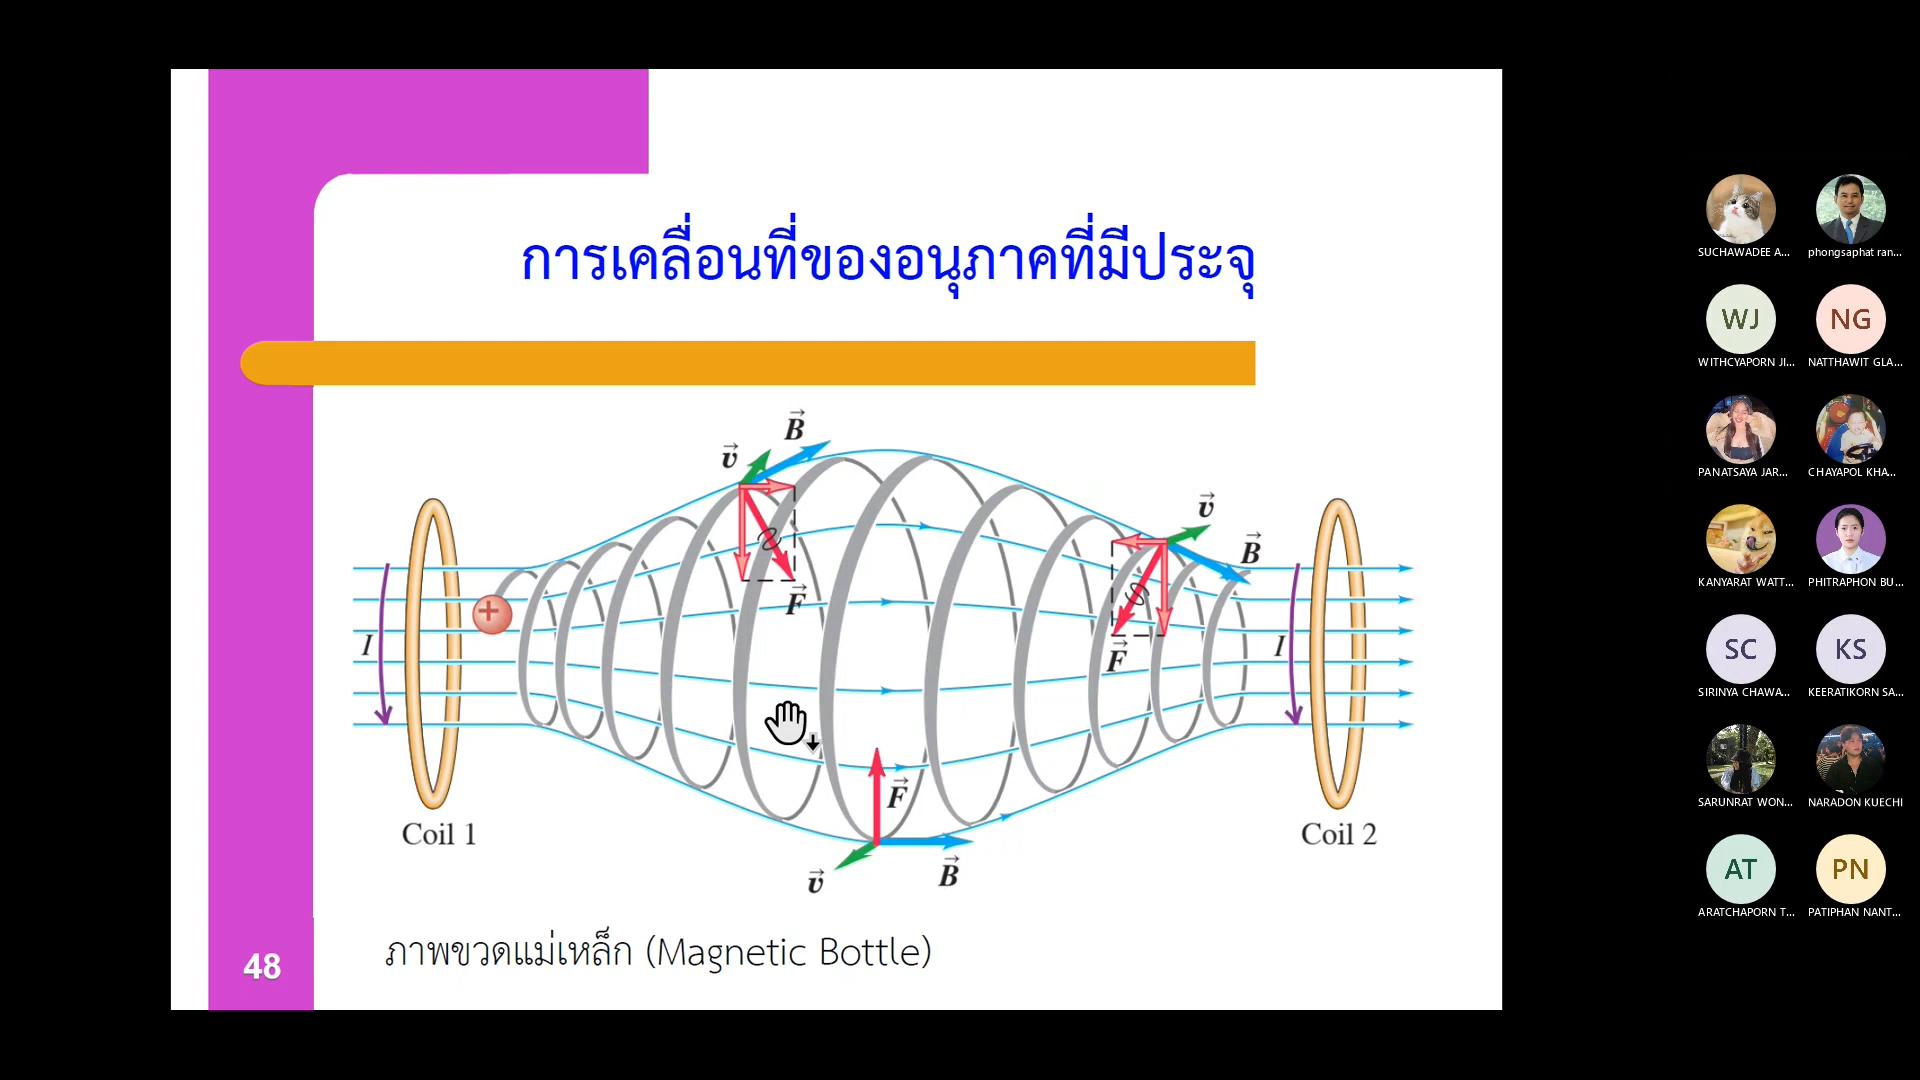 การเคลื่อนที่ของอนุภาคที่มีประจุ
B
v
v
B
+
F
I
I
F
F
Coil 1
Coil 2
v
B
ภาพขวดแม่เหล็ก (Magnetic Bottle)
48
SUCHAWADEE A...
phongsaphat ran...
WJ
NG
WITHCYAPORN JI...
NATTHAWIT GLA...
PANATSAYA JAR...
CHAYAPOL KHA...
KANYARAT WATT...
PHITRAPHON BU...
SC
KS
SIRINYA CHAWA...
KEERATIKORN SA...
SARUNRAT WON...
NARADON KUECHI
AT
PN
ARATCHAPORN T...
PATIPHAN NANT...